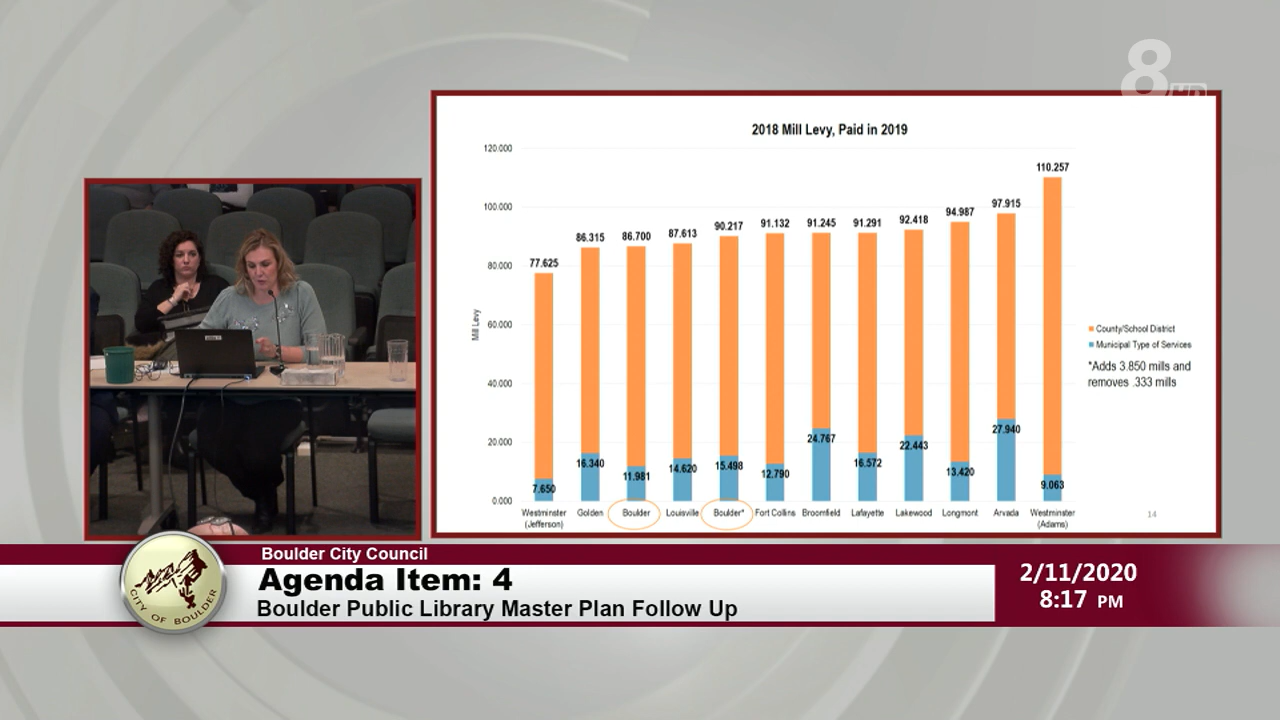 8
HD
2018 Mill Levy, Paid in 2019
120.000
100.000
80.000
60.000
40.000
20.000
0.000
Mill Levy
77.625
86.315
86.700
87.613
90.217
91.132
91.245
91.291
92.418
94.987
97.915
110.257
7.650
16.340
11.981
14.620
15.498
12.790
24.767
16.572
22.443
13.420
27.940
9.063
Westminster
(Jefferson)
Golden
Boulder
Louisville
Boulder*
Fort Collins
Broomfield
Lafayette
Lakewood
Longmont
Arvada
Westminster
(Adams)
County/School District
Municipal Type of Services
*Adds 3.850 mills and
removes .333 mills
14
CITY OF BOULDER
Boulder City Council
Agenda Item: 4
Boulder Public Library Master Plan Follow Up
2/11/2020
8:17 PM